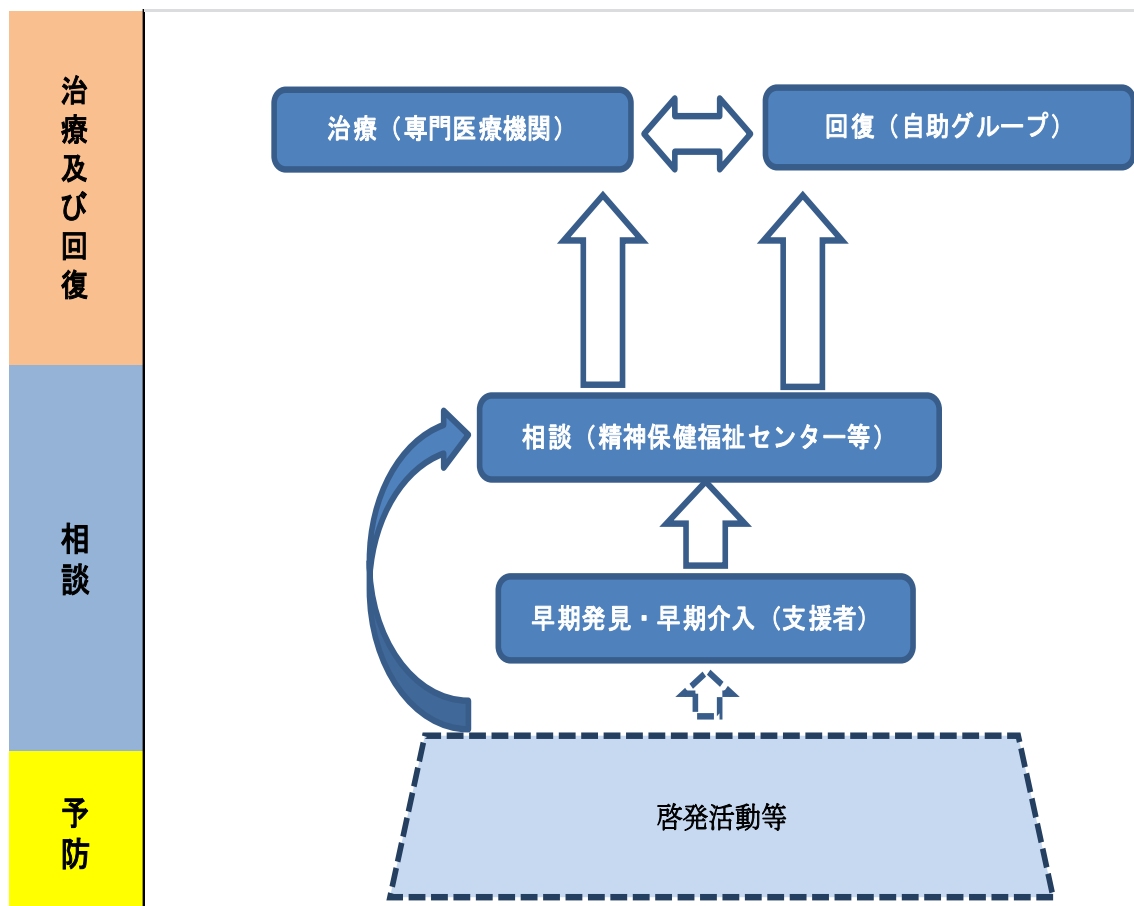 治療及び回復
治療（専門医療機関）
回復（自助グループ）
相談
相談（精神保健福祉センター等）
早期発見・早期介入（支援者）
予防
啓発活動等